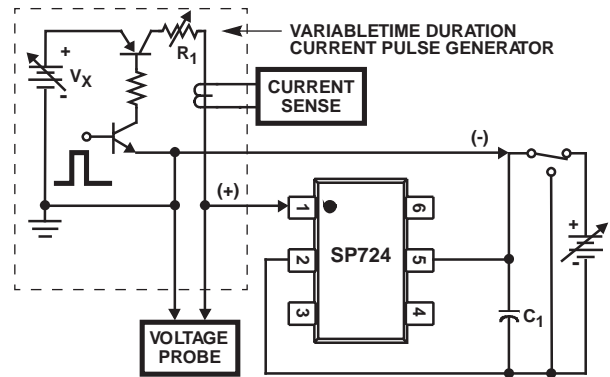 VARIABLETIME DURATION
CURRENT PULSE GENERATOR
+
VX
-
R1
CURRENT
SENSE
(-)
(+)
1
2
3
SP724
6
5
4
+
-
C1
VOLTAGE
PROBE